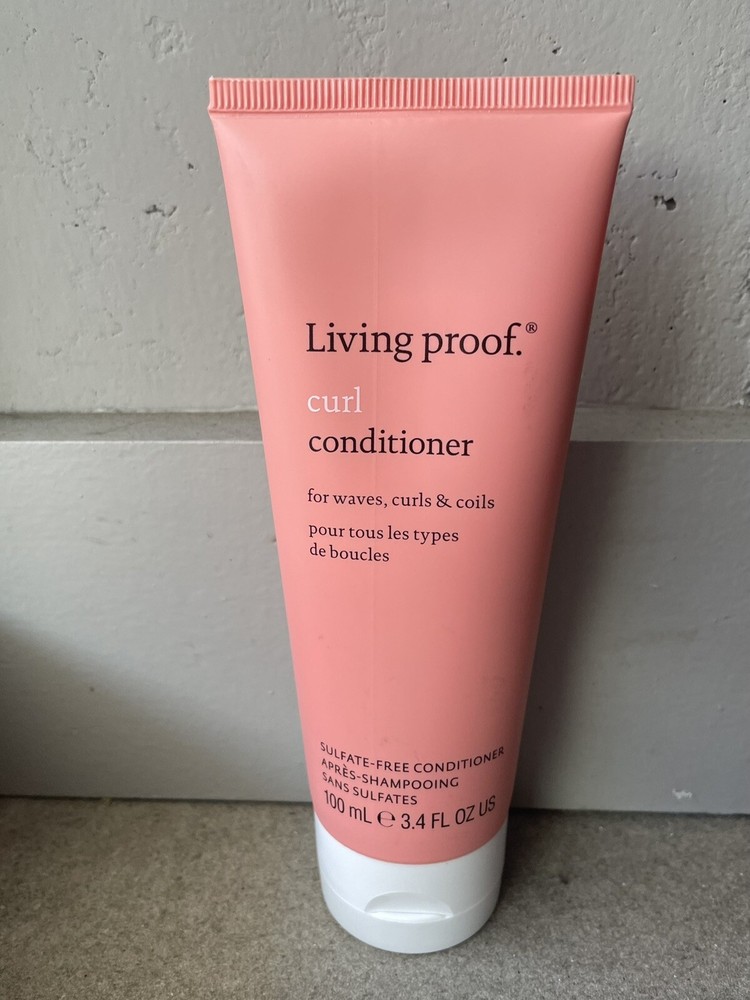 Living proof.®
curl
conditioner
for waves, curls & coils
pour tous les types
de boucles
SULFATE-FREE CONDITIONER
APRÈS-SHAMPOOING
SANS SULFATES
100 mL ℮ 3.4 FL OZ US